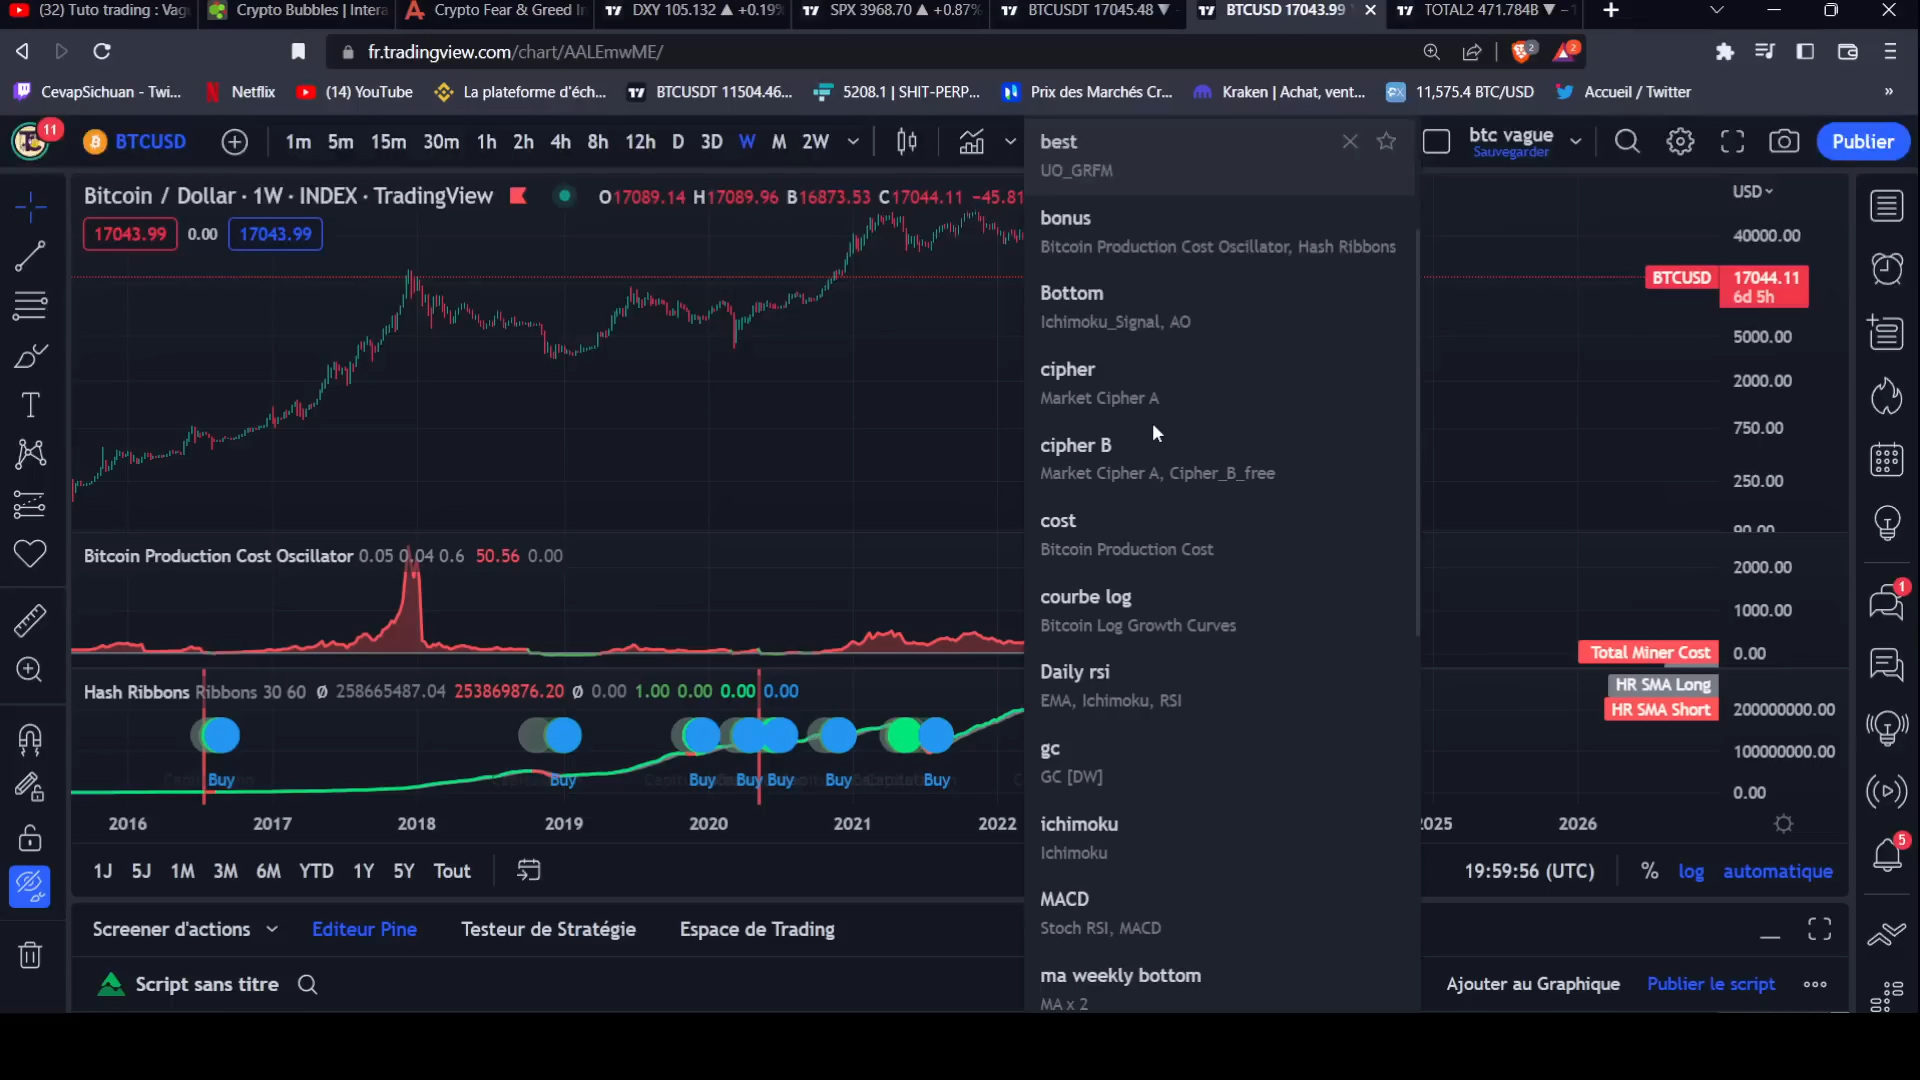 (32) Tuto trading : Vag
Crypto Bubbles | Intera
Crypto Fear & Greed I
DXY 105.132 ▲ +0.19%
SPX 3968.70 ▲ +0.87%
BTCUSDT 17045.48 ▼
BTCUSD 17043.99
TOTAL2 471.784B ▼
fr.tradingview.com/chart/AALEmwME/
2
2
CevapSichuan - Twi...
Netflix
(14) YouTube
La plateforme d'éch...
BTCUSDT 11504.46...
5208.1 | SHIT-PERP...
Prix des Marchés Cr...
Kraken | Achat, vent...
11,575.4 BTC/USD
Accueil / Twitter
»
11
BTCUSD
1m 5m 15m 30m 1h 2h 4h 8h 12h D 3D W M 2W
btc vague
Sauvegarder
Publier
Bitcoin / Dollar · 1W · INDEX · TradingView
O17089.14 H17089.96 B16873.53 C17044.11 −45.81
17043.99 0.00 17043.99
best
UO_GRFM
bonus
Bitcoin Production Cost Oscillator, Hash Ribbons
Bottom
Ichimoku_Signal, AO
cipher
Market Cipher A
cipher B
Market Cipher A, Cipher_B_free
cost
Bitcoin Production Cost
courbe log
Bitcoin Log Growth Curves
Daily rsi
EMA, Ichimoku, RSI
gc
GC [DW]
ichimoku
Ichimoku
MACD
Stoch RSI, MACD
ma weekly bottom
MA x 2
USD
40000.00
BTCUSD 17044.11
6d 5h
5000.00
2000.00
750.00
250.00
90.00
Bitcoin Production Cost Oscillator 0.05 0.04 0.6 50.56 0.00
2000.00
1000.00
Total Miner Cost 0.00
Hash Ribbons Ribbons 30 60 Ø 258665487.04 253869876.20 Ø 0.00 1.00 0.00 0.00 0.00
HR SMA Long
HR SMA Short 200000000.00
100000000.00
0.00
Buy Buy Buy Buy Buy Buy Buy
2016 2017 2018 2019 2020 2021 2022 2025 2026
1J 5J 1M 3M 6M YTD 1Y 5Y Tout
19:59:56 (UTC) % log automatique
1
5
Screener d'actions Editeur Pine Testeur de Stratégie Espace de Trading
Script sans titre
Ajouter au Graphique Publier le script